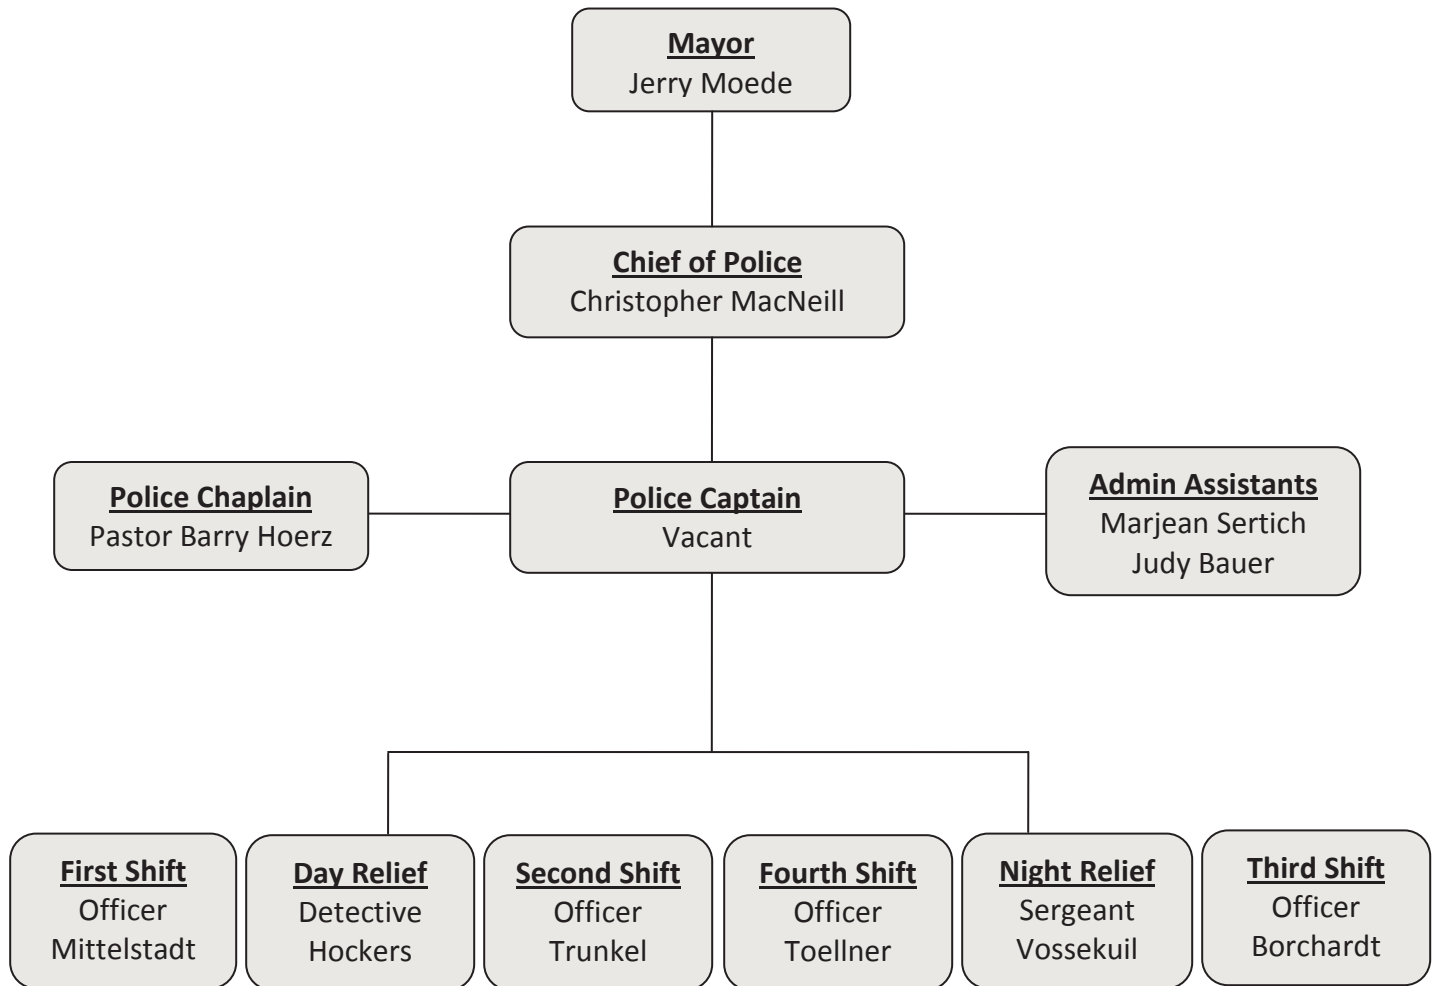 Mayor
Jerry Moede
Chief of Police
Christopher MacNeill
Police Chaplain
Pastor Barry Hoerz
Police Captain
Vacant
Admin Assistants
Marjean Sertich
Judy Bauer
First Shift
Officer
Mittelstadt
Day Relief
Detective
Hockers
Second Shift
Officer
Trunkel
Fourth Shift
Officer
Toellner
Night Relief
Sergeant
Vossekuil
Third Shift
Officer
Borchardt